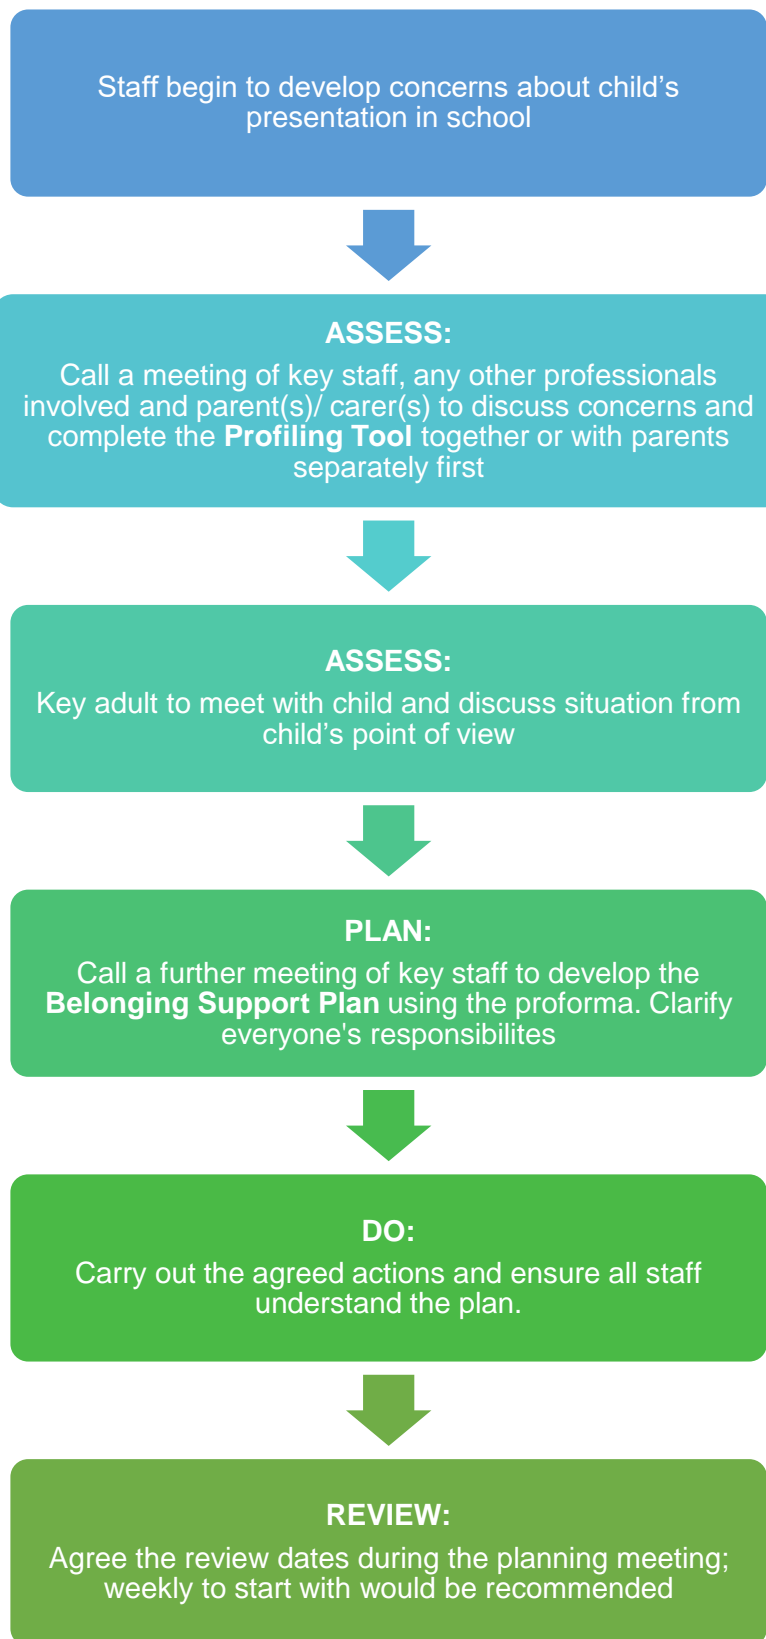 Staff begin to develop concerns about child’s
presentation in school
ASSESS:
Call a meeting of key staff, any other professionals
involved and parent(s)/ carer(s) to discuss concerns and
complete the Profiling Tool together or with parents
separately first
ASSESS:
Key adult to meet with child and discuss situation from
child’s point of view
PLAN:
Call a further meeting of key staff to develop the
Belonging Support Plan using the proforma. Clarify
everyone's responsibilites
DO:
Carry out the agreed actions and ensure all staff
understand the plan.
REVIEW:
Agree the review dates during the planning meeting;
weekly to start with would be recommended